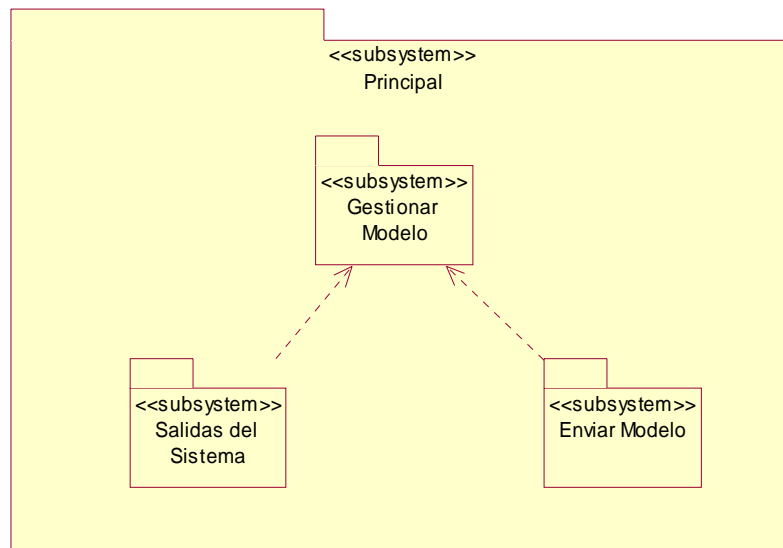 <<subsystem>>
Principal
<<subsystem>>
Gestionar
Modelo
<<subsystem>>
Salidas del
Sistema
<<subsystem>>
Enviar Modelo